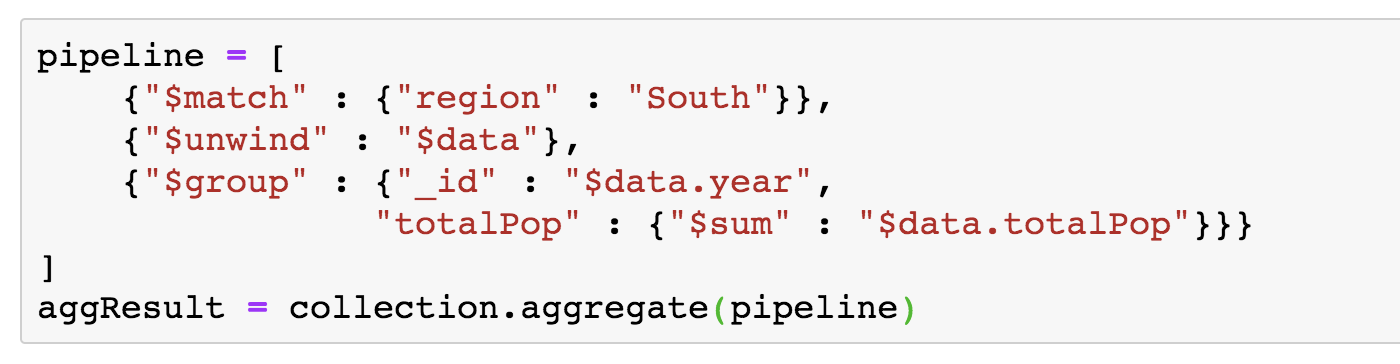 pipeline = [
    {"$match" : {"region" : "South"}},
    {"$unwind" : "$data"},
    {"$group" : {"_id" : "$data.year",
                "totalPop" : {"$sum" : "$data.totalPop"}}}
]
aggResult = collection.aggregate(pipeline)